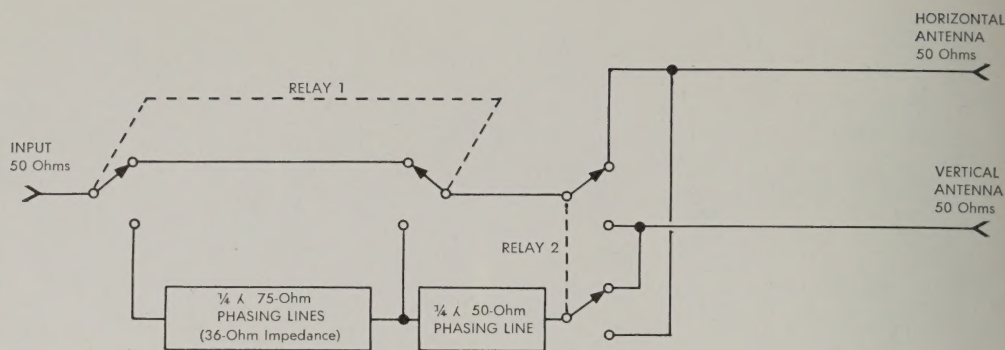 HORIZONTAL
ANTENNA
50 Ohms
RELAY 1
INPUT
50 Ohms
VERTICAL
ANTENNA
50 Ohms
RELAY 2
¼ λ 75-Ohm
PHASING LINES
(36-Ohm Impedance)
¼ λ 50-Ohm
PHASING LINE